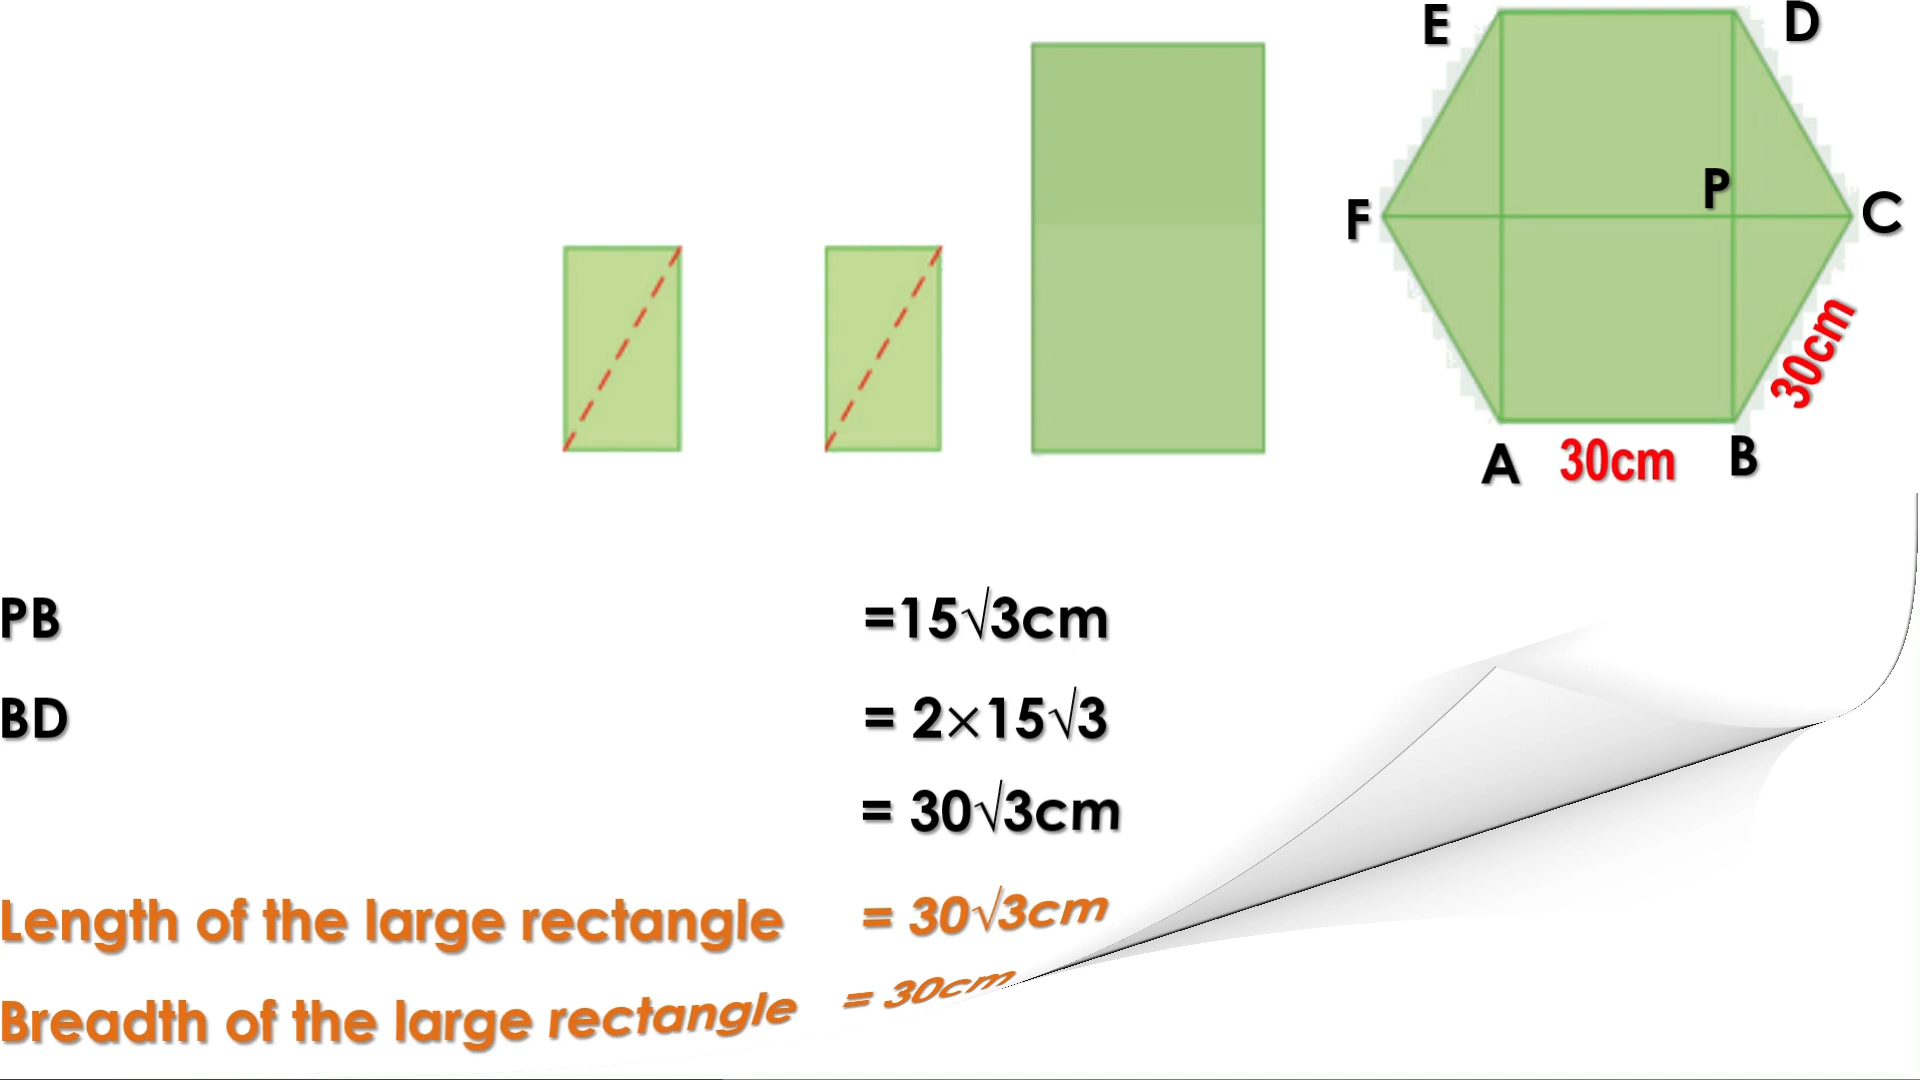 E D
P
F C
30cm
A 30cm B
PB =15√3cm
BD = 2×15√3
= 30√3cm
Length of the large rectangle = 30√3cm
Breadth of the large rectangle = 30cm